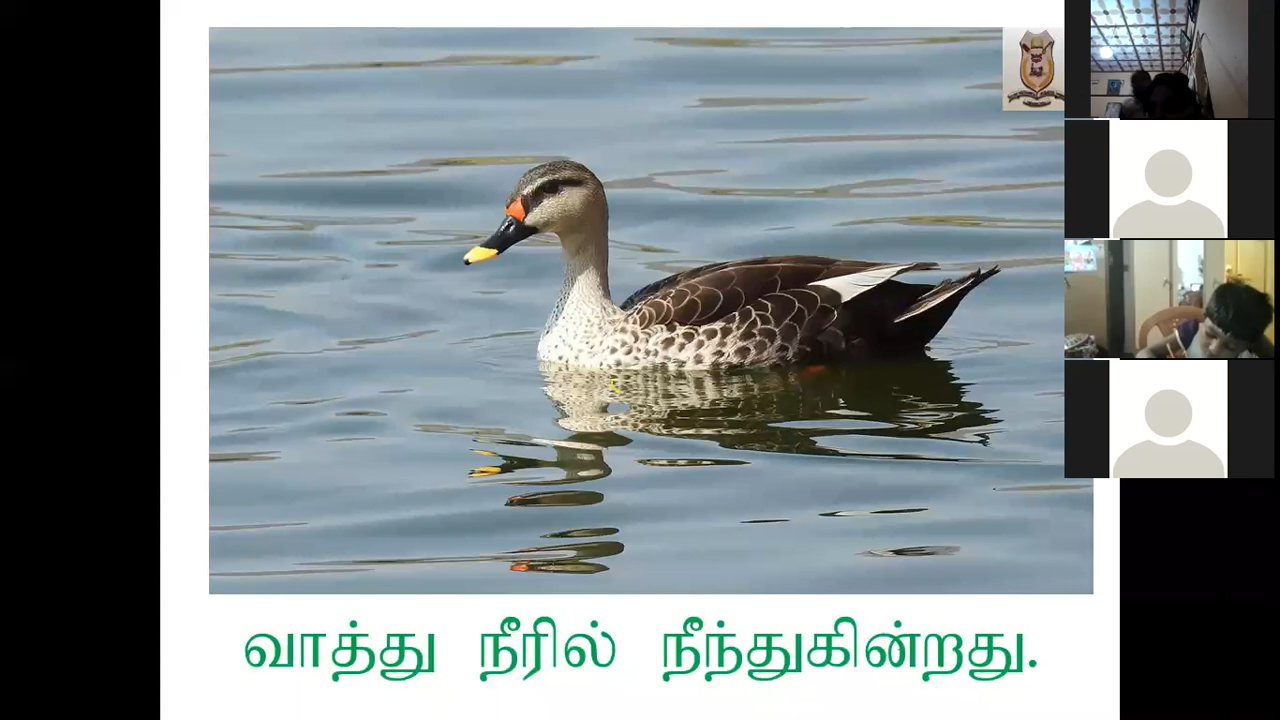 வாத்து நீரில் நீந்துகின்றது.